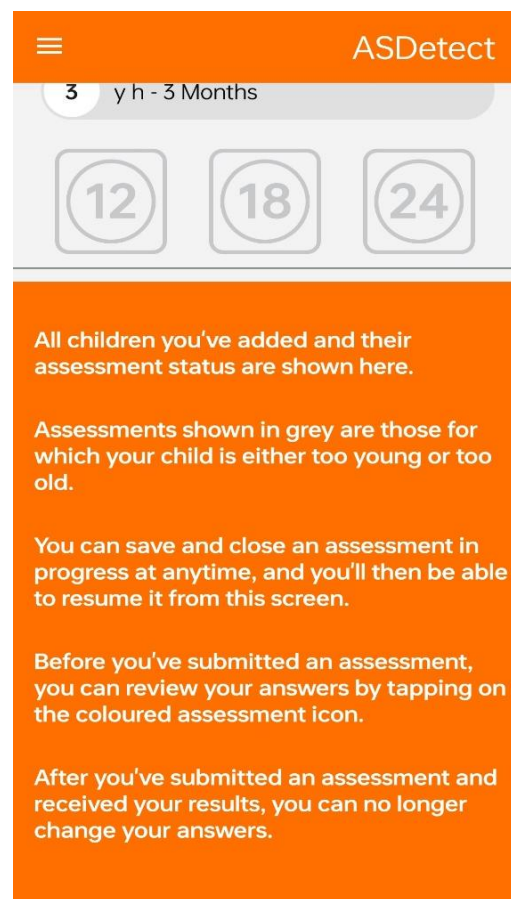 ASDetect
3 y h - 3 Months
12 18 24
All children you've added and their
assessment status are shown here.
Assessments shown in grey are those for
which your child is either too young or too
old.
You can save and close an assessment in
progress at anytime, and you'll then be able
to resume it from this screen.
Before you've submitted an assessment,
you can review your answers by tapping on
the coloured assessment icon.
After you've submitted an assessment and
received your results, you can no longer
change your answers.